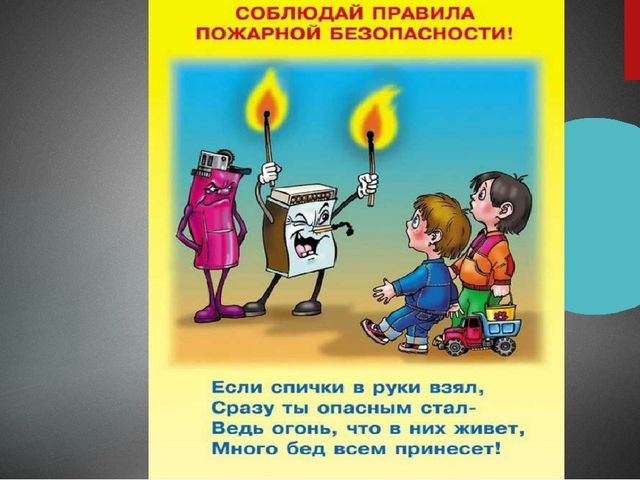 СОБЛЮДАЙ ПРАВИЛА
ПОЖАРНОЙ БЕЗОПАСНОСТИ!
Если спички в руки взял,
Сразу ты опасным стал-
Ведь огонь, что в них живет,
Много бед всем принесет!